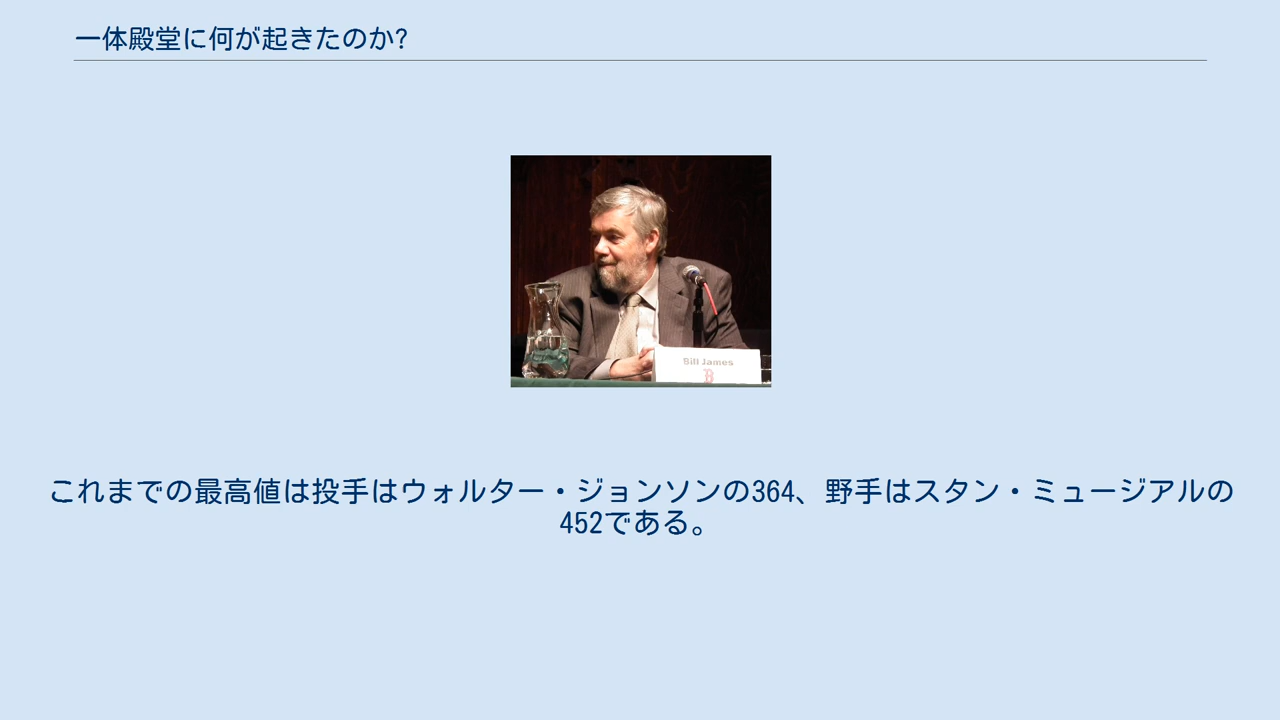 一体殿堂に何が起きたのか?
Bill James
B
これまでの最高値は投手はウォルター・ジョンソンの364、野手はスタン・ミュージアルの
452である。